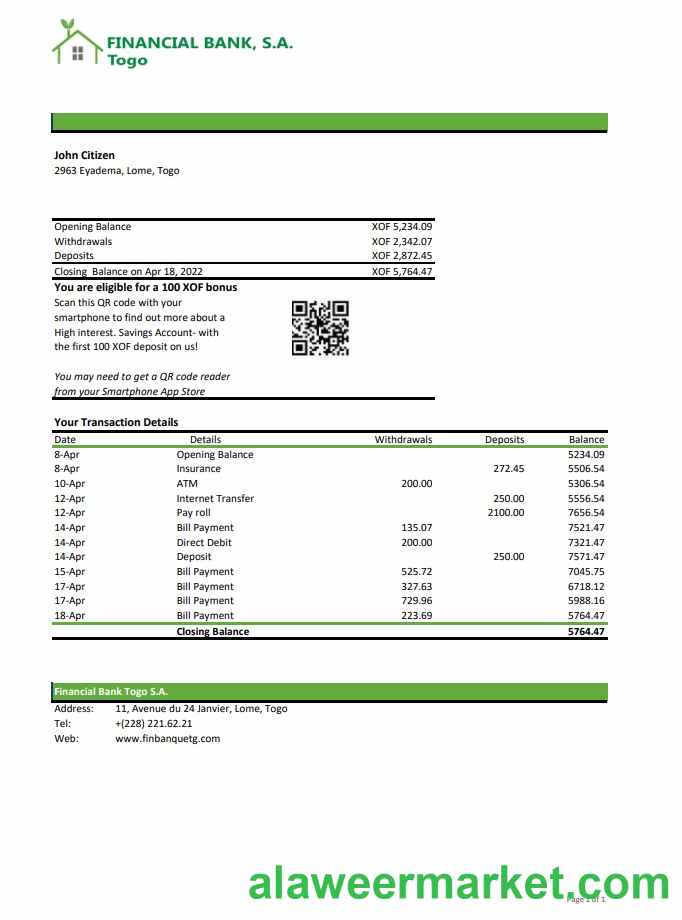 FINANCIAL BANK, S.A.
Togo
John Citizen
2963 Eyadema, Lome, Togo
Opening Balance XOF 5,234.09
Withdrawals XOF 2,342.07
Deposits XOF 2,872.45
Closing Balance on Apr 18, 2022 XOF 5,764.47
You are eligible for a 100 XOF bonus
Scan this QR code with your
smartphone to find out more about a
High interest. Savings Account- with
the first 100 XOF deposit on us!
You may need to get a QR code reader
from your Smartphone App Store
Your Transaction Details
Date Details Withdrawals Deposits Balance
8-Apr Opening Balance 5234.09
8-Apr Insurance 272.45 5506.54
10-Apr ATM 200.00 5306.54
12-Apr Internet Transfer 250.00 5556.54
12-Apr Pay roll 2100.00 7656.54
14-Apr Bill Payment 135.07 7521.47
14-Apr Direct Debit 200.00 7321.47
14-Apr Deposit 250.00 7571.47
15-Apr Bill Payment 525.72 7045.75
17-Apr Bill Payment 327.63 6718.12
17-Apr Bill Payment 729.96 5988.16
18-Apr Bill Payment 223.69 5764.47
Closing Balance 5764.47
Financial Bank Togo S.A.
Address: 11, Avenue du 24 Janvier, Lome, Togo
Tel: +(228) 221.62.21
Web: www.finbanquetg.com
alaweermarket.com
Page 1 of 1